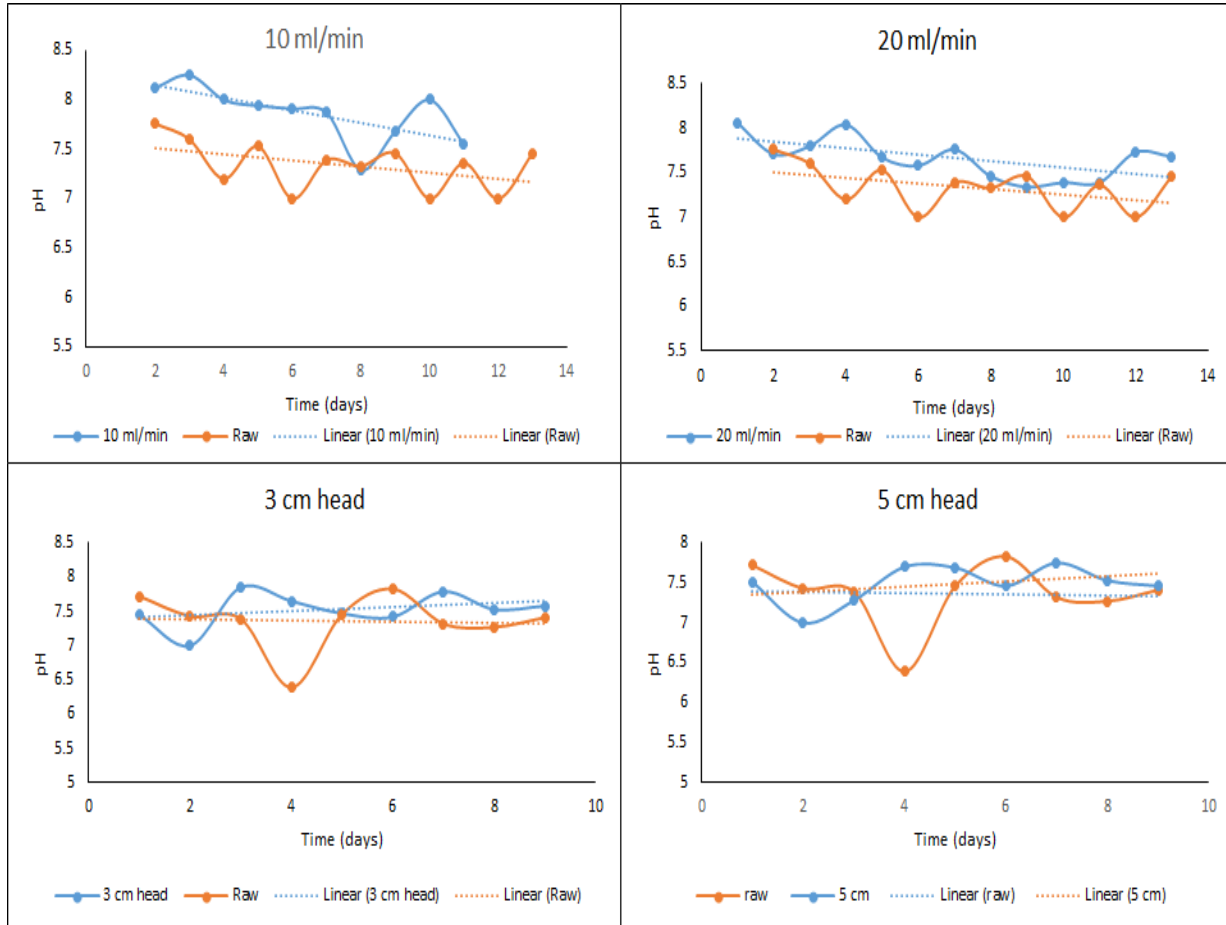 10 ml/min
8.5
8
7.5
7
6.5
6
5.5
pH
0 2 4 6 8 10 12 14
Time (days)
10 ml/min Raw Linear (10 ml/min) Linear (Raw)
20 ml/min
8.5
8
7.5
7
6.5
6
5.5
pH
0 2 4 6 8 10 12 14
Time (days)
20 ml/min Raw Linear (20 ml/min) Linear (Raw)
3 cm head
8.5
8
7.5
7
6.5
6
5.5
5
pH
0 2 4 6 8 10
Time (days)
3 cm head Raw Linear (3 cm head) Linear (Raw)
5 cm head
8
7.5
7
6.5
6
5.5
5
pH
0 2 4 6 8 10
Time (days)
raw 5 cm Linear (raw) Linear (5 cm)